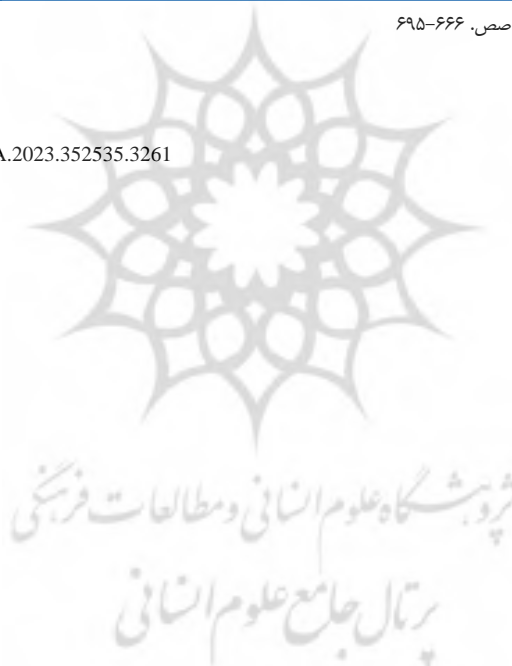 صص. ۶۶۶-۶۹۵
A.2023.352535.3261
پژوهشگاه علوم انسانی و مطالعات فرهنگی
پرتال جامع علوم انسانی